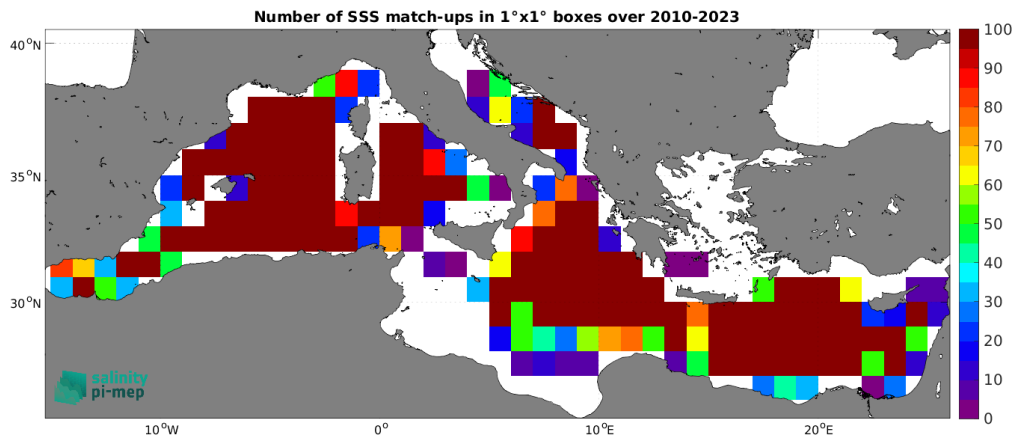 Number of SSS match-ups in 1°x1° boxes over 2010-2023
40°N
35°N
30°N
10°W
0°
10°E
20°E
100
90
80
70
60
50
40
30
20
10
0
salinity
pi-mep